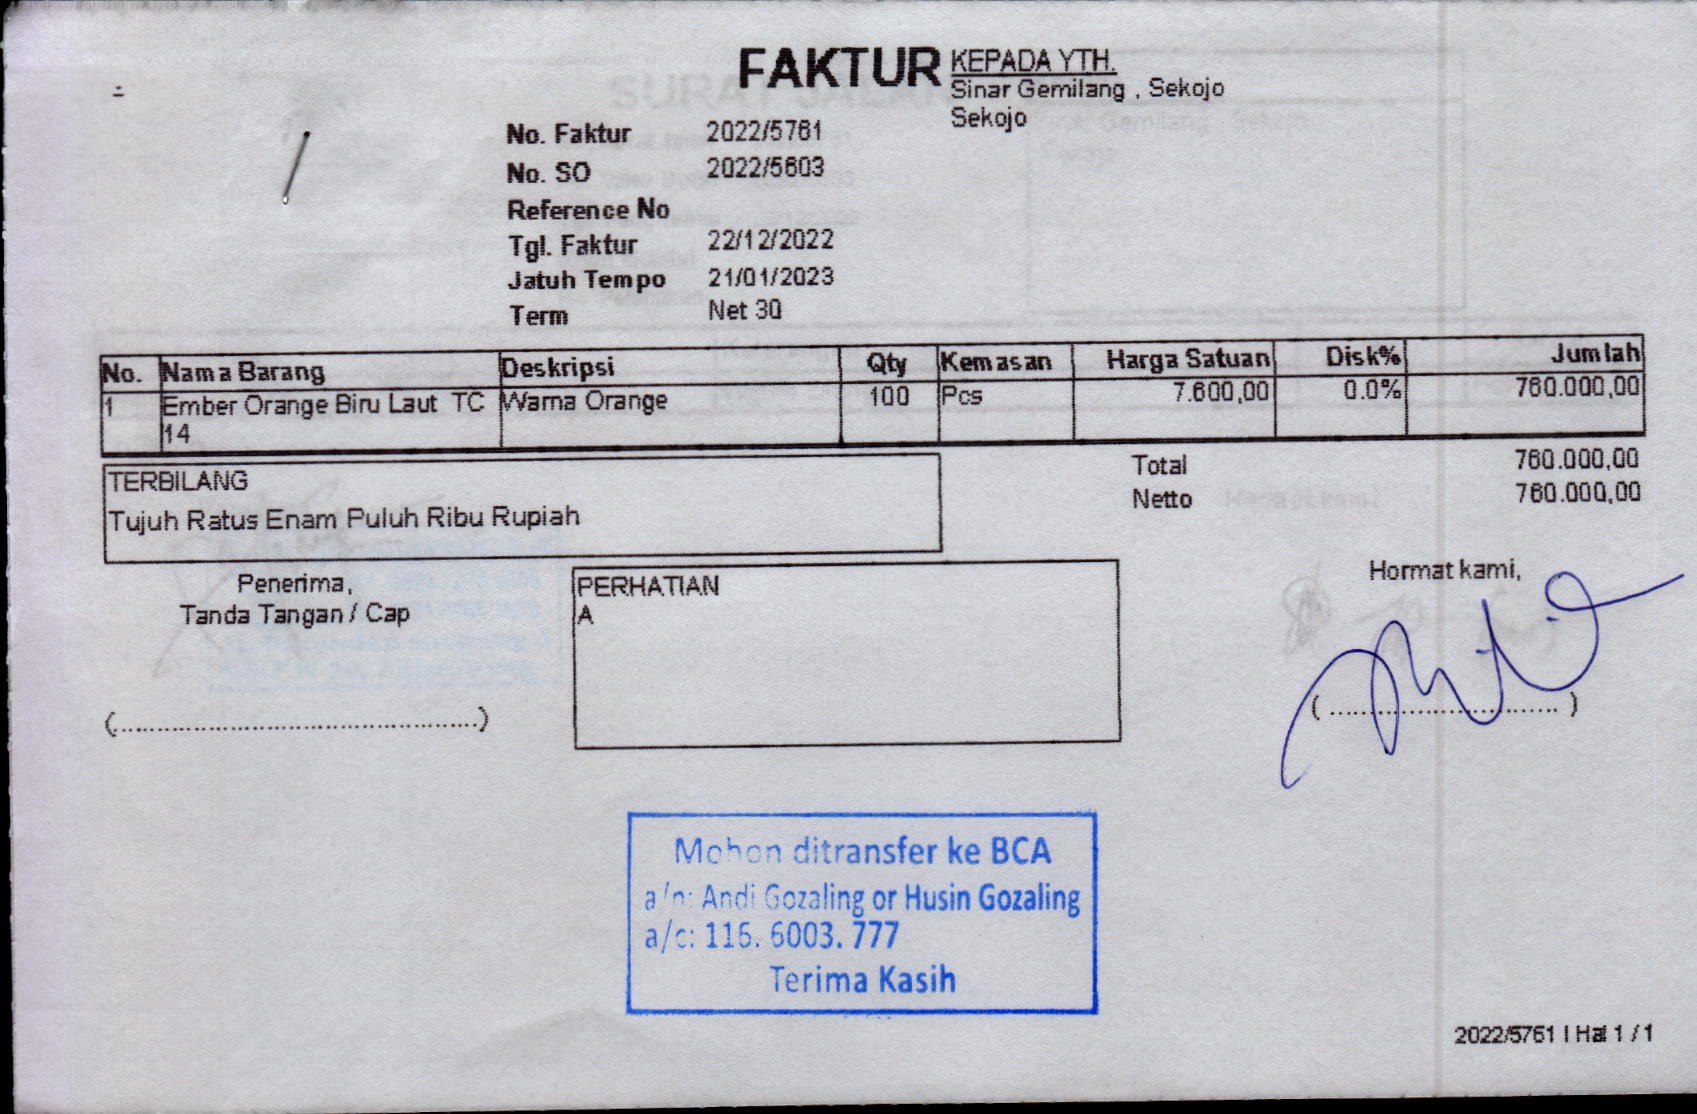 FAKTUR
KEPADA YTH.
Sinar Gemilang , Sekojo
Sekojo
No. Faktur 2022/5761
No. SO 2022/5603
Reference No
Tgl. Faktur 22/12/2022
Jatuh Tempo 21/01/2023
Term Net 30
No. Nama Barang Deskripsi Qty Kemasan Harga Satuan Disk% Jumlah
1 Ember Orange Biru Laut TC Warna Orange 100 Pcs 7.600,00 0.0% 760.000,00
14
Total 760.000,00
Netto 760.000,00
TERBILANG
Tujuh Ratus Enam Puluh Ribu Rupiah
Penerima,
Tanda Tangan / Cap
(..................................................)
PERHATIAN
A
Hormat kami,
(................................)
Mohon ditransfer ke BCA
a/n: Andi Gozaling or Husin Gozaling
a/c: 116. 6003. 777
Terima Kasih
2022/5761 | Hal 1 / 1